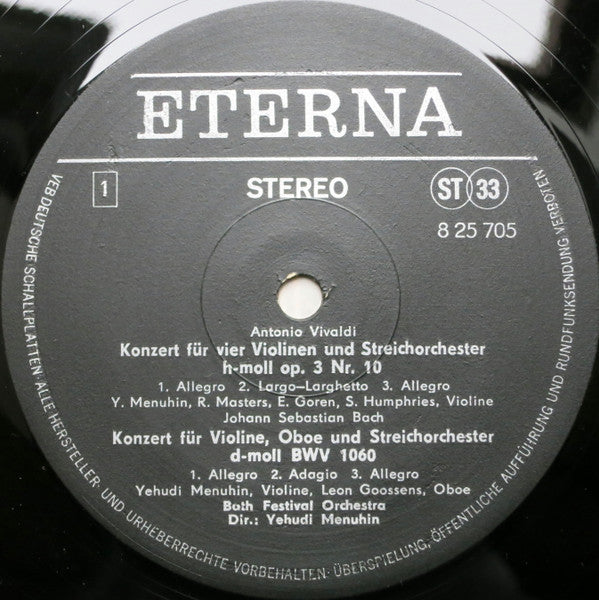 ETERNA
1 STEREO ST 33
8 25 705
Antonio Vivaldi
Konzert für vier Violinen und Streichorchester
h-moll op. 3 Nr. 10
1. Allegro 2. Largo—Larghetto 3. Allegro
Y. Menuhin, R. Masters, E. Goren, S. Humphries, Violine
Johann Sebastian Bach
Konzert für Violine, Oboe und Streichorchester
d-moll BWV 1060
1. Allegro 2. Adagio 3. Allegro
Yehudi Menuhin, Violine, Leon Goossens, Oboe
Bath Festival Orchestra
Dir.: Yehudi Menuhin
VEB DEUTSCHE SCHALLPLATTEN · ALLE HERSTELLER- UND URHEBERRECHTE VORBEHALTEN · ÜBERSPIELUNG, ÖFFENTLICHE AUFFÜHRUNG UND RUNDFUNKSENDUNG VERBOTEN